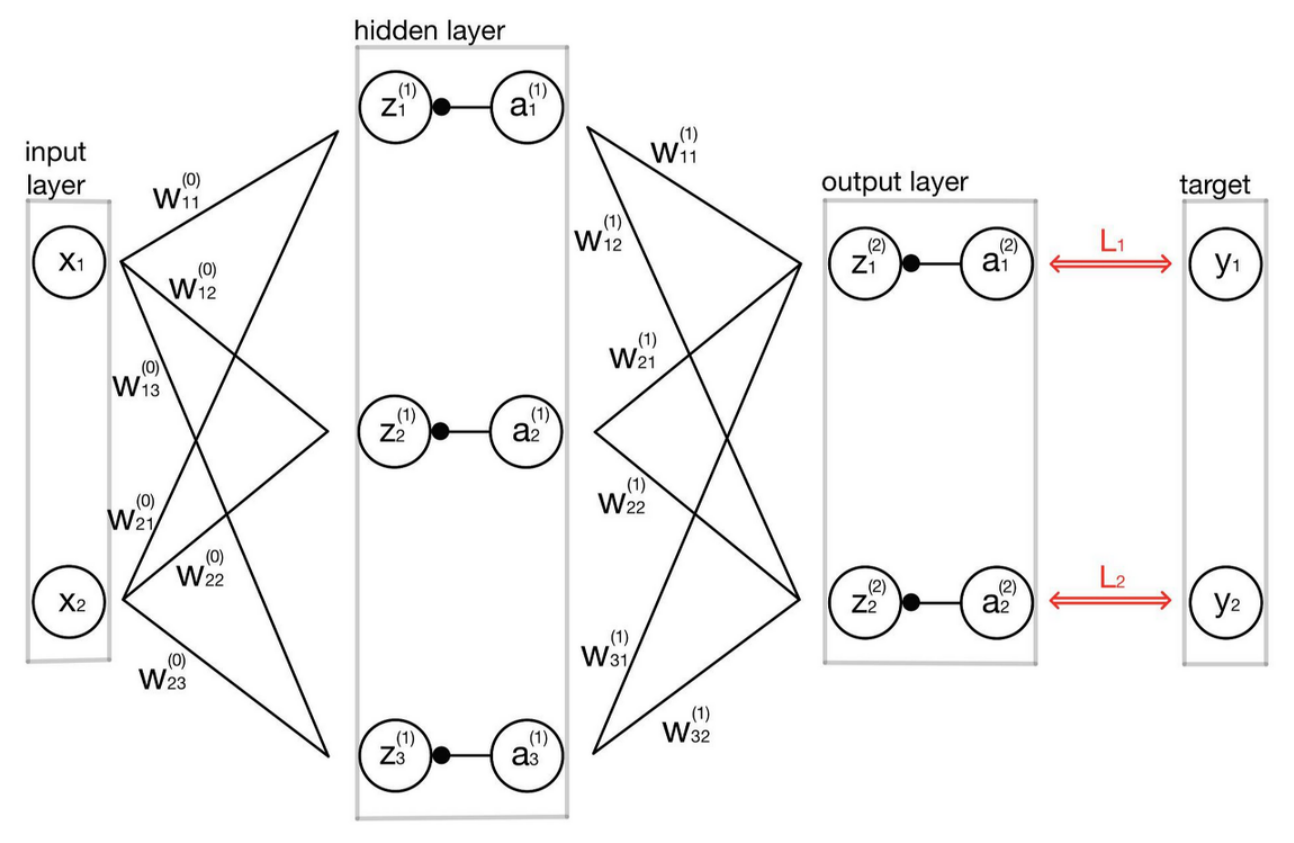 hidden layer
z₁⁽¹⁾ a₁⁽¹⁾
input
layer
W₁₁⁽⁰⁾
W₁₁⁽¹⁾
output layer
target
x₁
W₁₂⁽⁰⁾
W₁₂⁽¹⁾
z₁⁽²⁾ a₁⁽²⁾
L₁
y₁
W₁₃⁽⁰⁾
W₂₁⁽¹⁾
z₂⁽¹⁾ a₂⁽¹⁾
W₂₁⁽⁰⁾
W₂₂⁽¹⁾
x₂
W₂₂⁽⁰⁾
z₂⁽²⁾ a₂⁽²⁾
L₂
y₂
W₂₃⁽⁰⁾
W₃₁⁽¹⁾
z₃⁽¹⁾ a₃⁽¹⁾
W₃₂⁽¹⁾